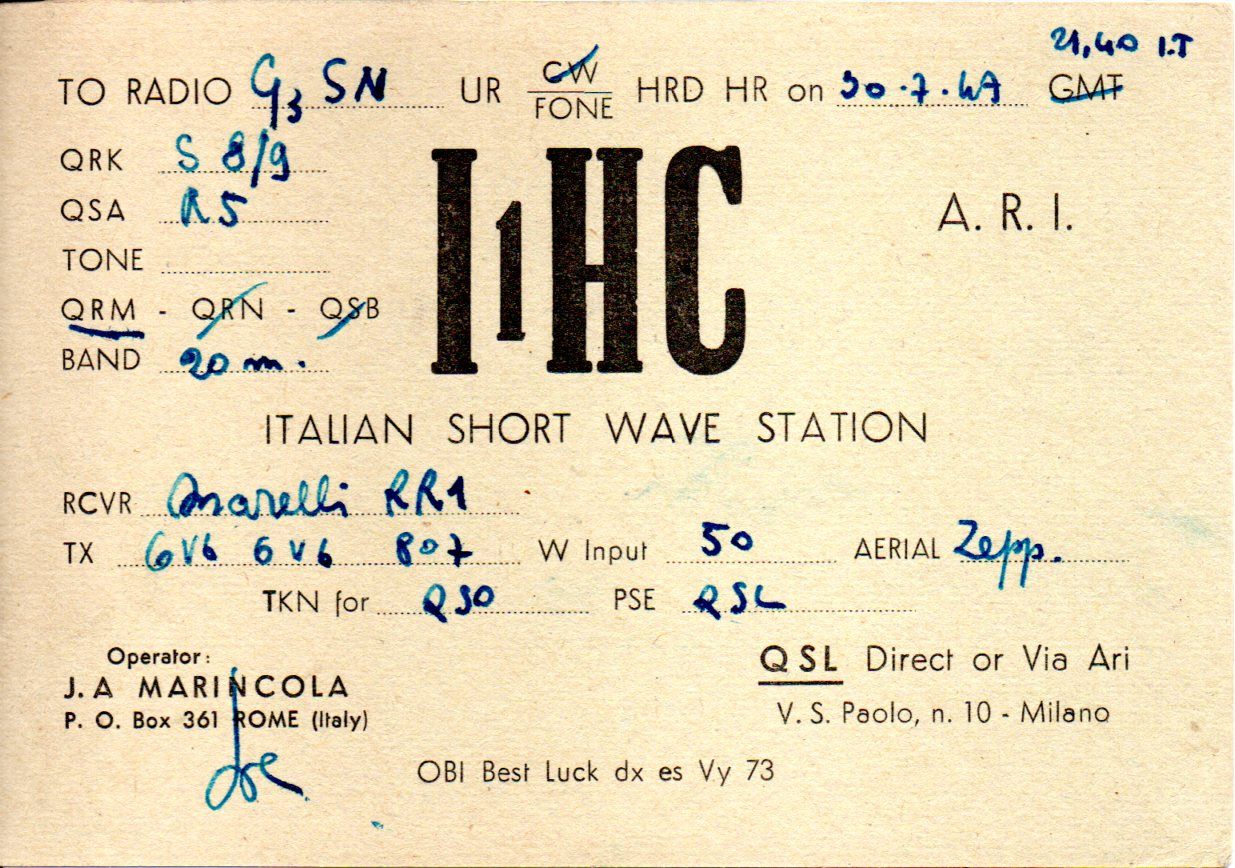 21,40 I.T
TO RADIO G3 SN UR CW/FONE HRD HR on 30.7.47 GMT
QRK S 8/9
QSA R5
I1HC
A. R. I.
TONE
QRM - QRN - QSB
BAND 20 m.
ITALIAN SHORT WAVE STATION
RCVR Marelli RR1
TX 6V6 6V6 807 W Input 50 AERIAL Zepp.
TKN for QSO PSE QSL
Operator:
J. A MARINCOLA
P. O. Box 361 ROME (Italy)
Joe
QSL Direct or Via Ari
V. S. Paolo, n. 10 - Milano
OBI Best Luck dx es Vy 73